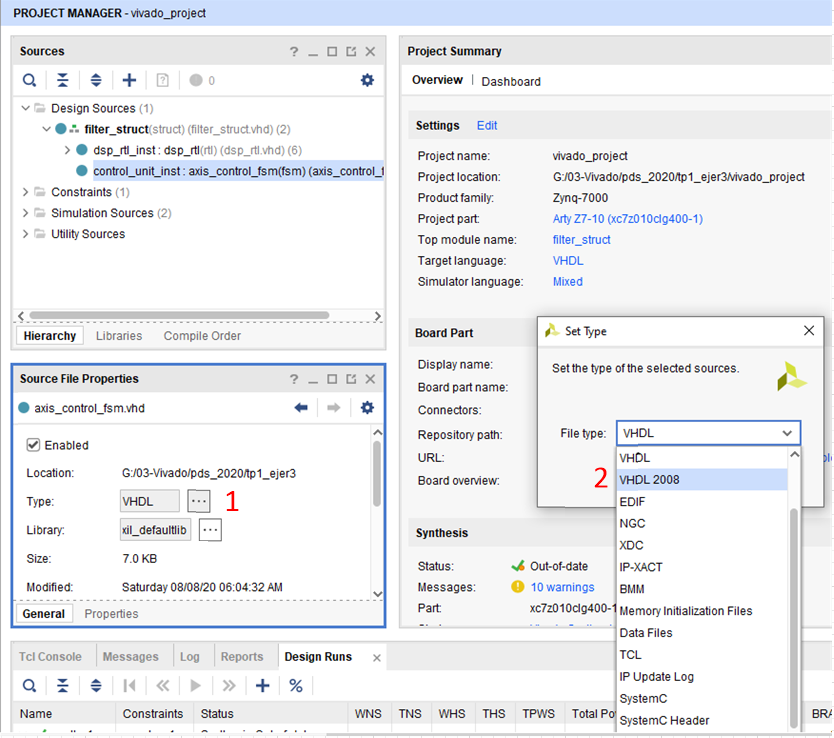 PROJECT MANAGER - vivado_project
Sources
? _
0
Design Sources (1)
filter_struct(struct) (filter_struct.vhd) (2)
dsp_rtl_inst : dsp_rtl(rtl) (dsp_rtl.vhd) (6)
control_unit_inst : axis_control_fsm(fsm) (axis_control_f
Constraints (1)
Simulation Sources (2)
Utility Sources
Hierarchy Libraries Compile Order
Source File Properties
? _
axis_control_fsm.vhd
Enabled
Location: G:/03-Vivado/pds_2020/tp1_ejer3
Type: VHDL ··· 1
Library: xil_defaultlib ···
Size: 7.0 KB
Modified: Saturday 08/08/20 06:04:32 AM
General Properties
Project Summary
Overview | Dashboard
Settings Edit
Project name: vivado_project
Project location: G:/03-Vivado/pds_2020/tp1_ejer3/vivado_project
Product family: Zynq-7000
Project part: Arty Z7-10 (xc7z010clg400-1)
Top module name: filter_struct
Target language: VHDL
Simulator language: Mixed
Board Part
Display name:
Board part name:
Connectors:
Repository path:
URL:
Board overview:
Synthesis
Status: Out-of-date
Messages: 10 warnings
Part: xc7z010clg400-1
Set Type
Set the type of the selected sources.
File type: VHDL
VHDL
2 VHDL 2008
EDIF
NGC
XDC
IP-XACT
BMM
Memory Initialization Files
Data Files
TCL
IP Update Log
SystemC
SystemC Header
Tcl Console Messages Log Reports Design Runs
Name Constraints Status WNS TNS WHS THS TPWS Total Po BRA